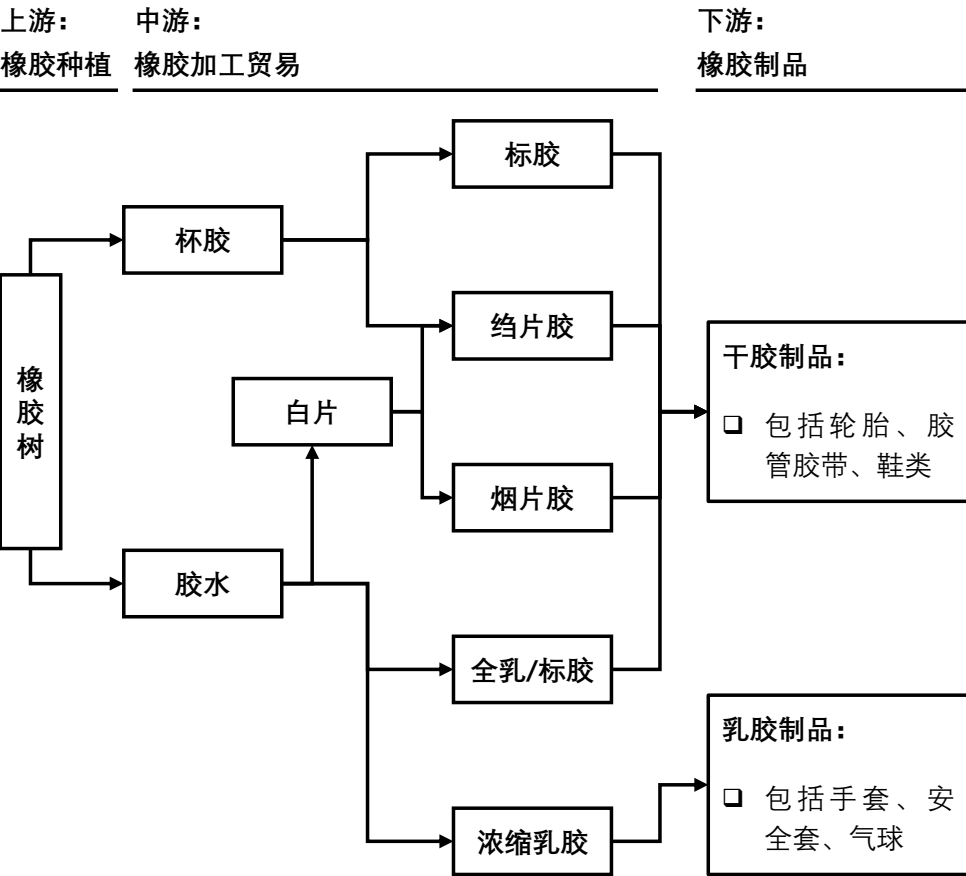 上游：
橡胶种植
中游：
橡胶加工贸易
下游：
橡胶制品
标胶
杯胶
绉片胶
干胶制品：
橡
胶
树
白片
❑ 包括轮胎、胶
管胶带、鞋类
烟片胶
胶水
全乳/标胶
乳胶制品：
❑ 包括手套、安
全套、气球
浓缩乳胶